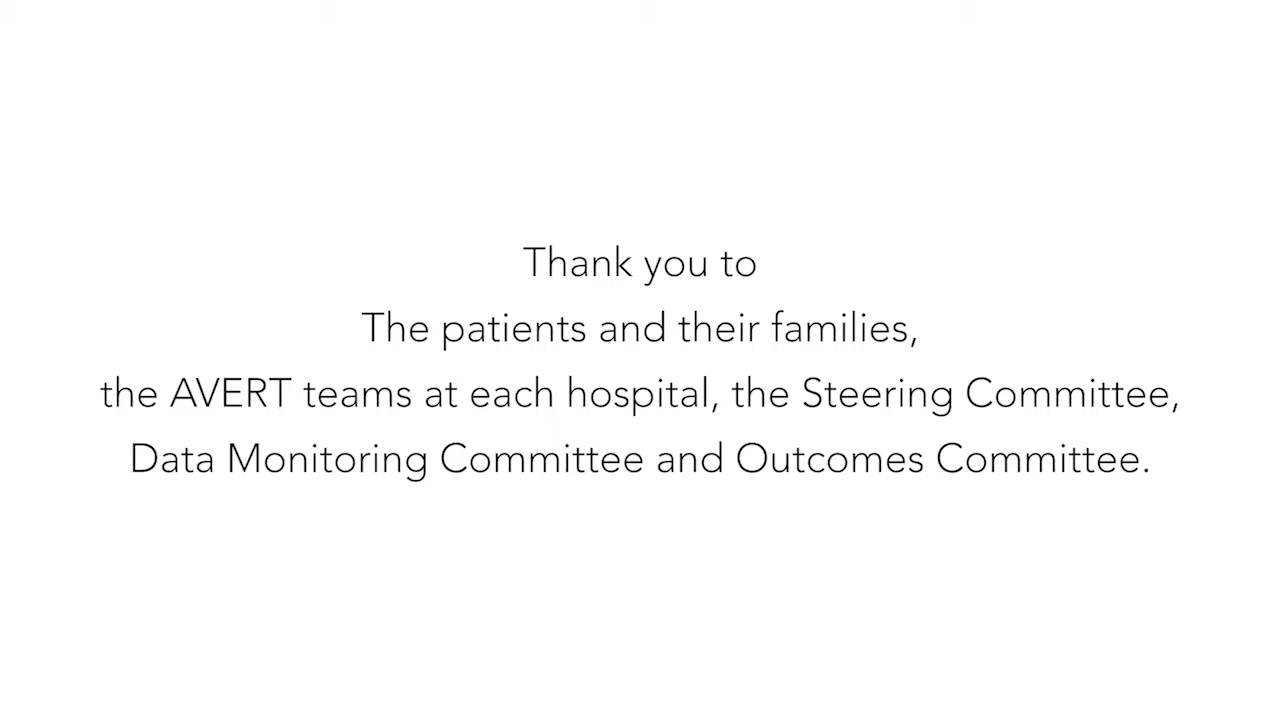 Thank you to
The patients and their families,
the AVERT teams at each hospital, the Steering Committee,
Data Monitoring Committee and Outcomes Committee.